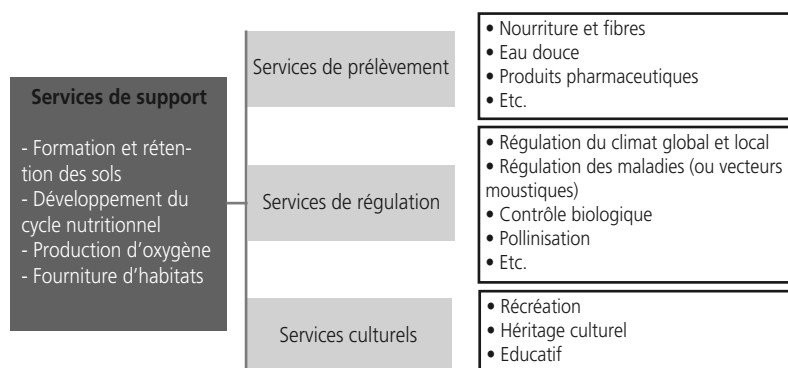 Services de support
- Formation et réten-
tion des sols
- Développement du
cycle nutritionnel
- Production d’oxygène
- Fourniture d’habitats
Services de prélèvement
• Nourriture et fibres
• Eau douce
• Produits pharmaceutiques
• Etc.
Services de régulation
• Régulation du climat global et local
• Régulation des maladies (ou vecteurs
moustiques)
• Contrôle biologique
• Pollinisation
• Etc.
Services culturels
• Récréation
• Héritage culturel
• Educatif